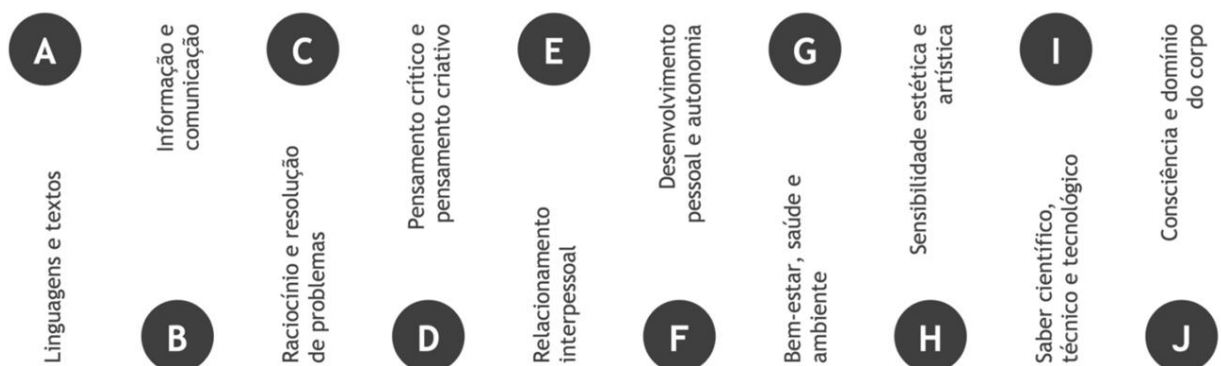 A
Linguagens e textos
Informação e
comunicação
B
C
Raciocínio e resolução
de problemas
Pensamento crítico e
pensamento criativo
D
E
Relacionamento
interpessoal
Desenvolvimento
pessoal e autonomia
F
G
Bem-estar, saúde e
ambiente
Sensibilidade estética e
artística
H
I
Saber científico,
técnico e tecnológico
Consciência e domínio
do corpo
J